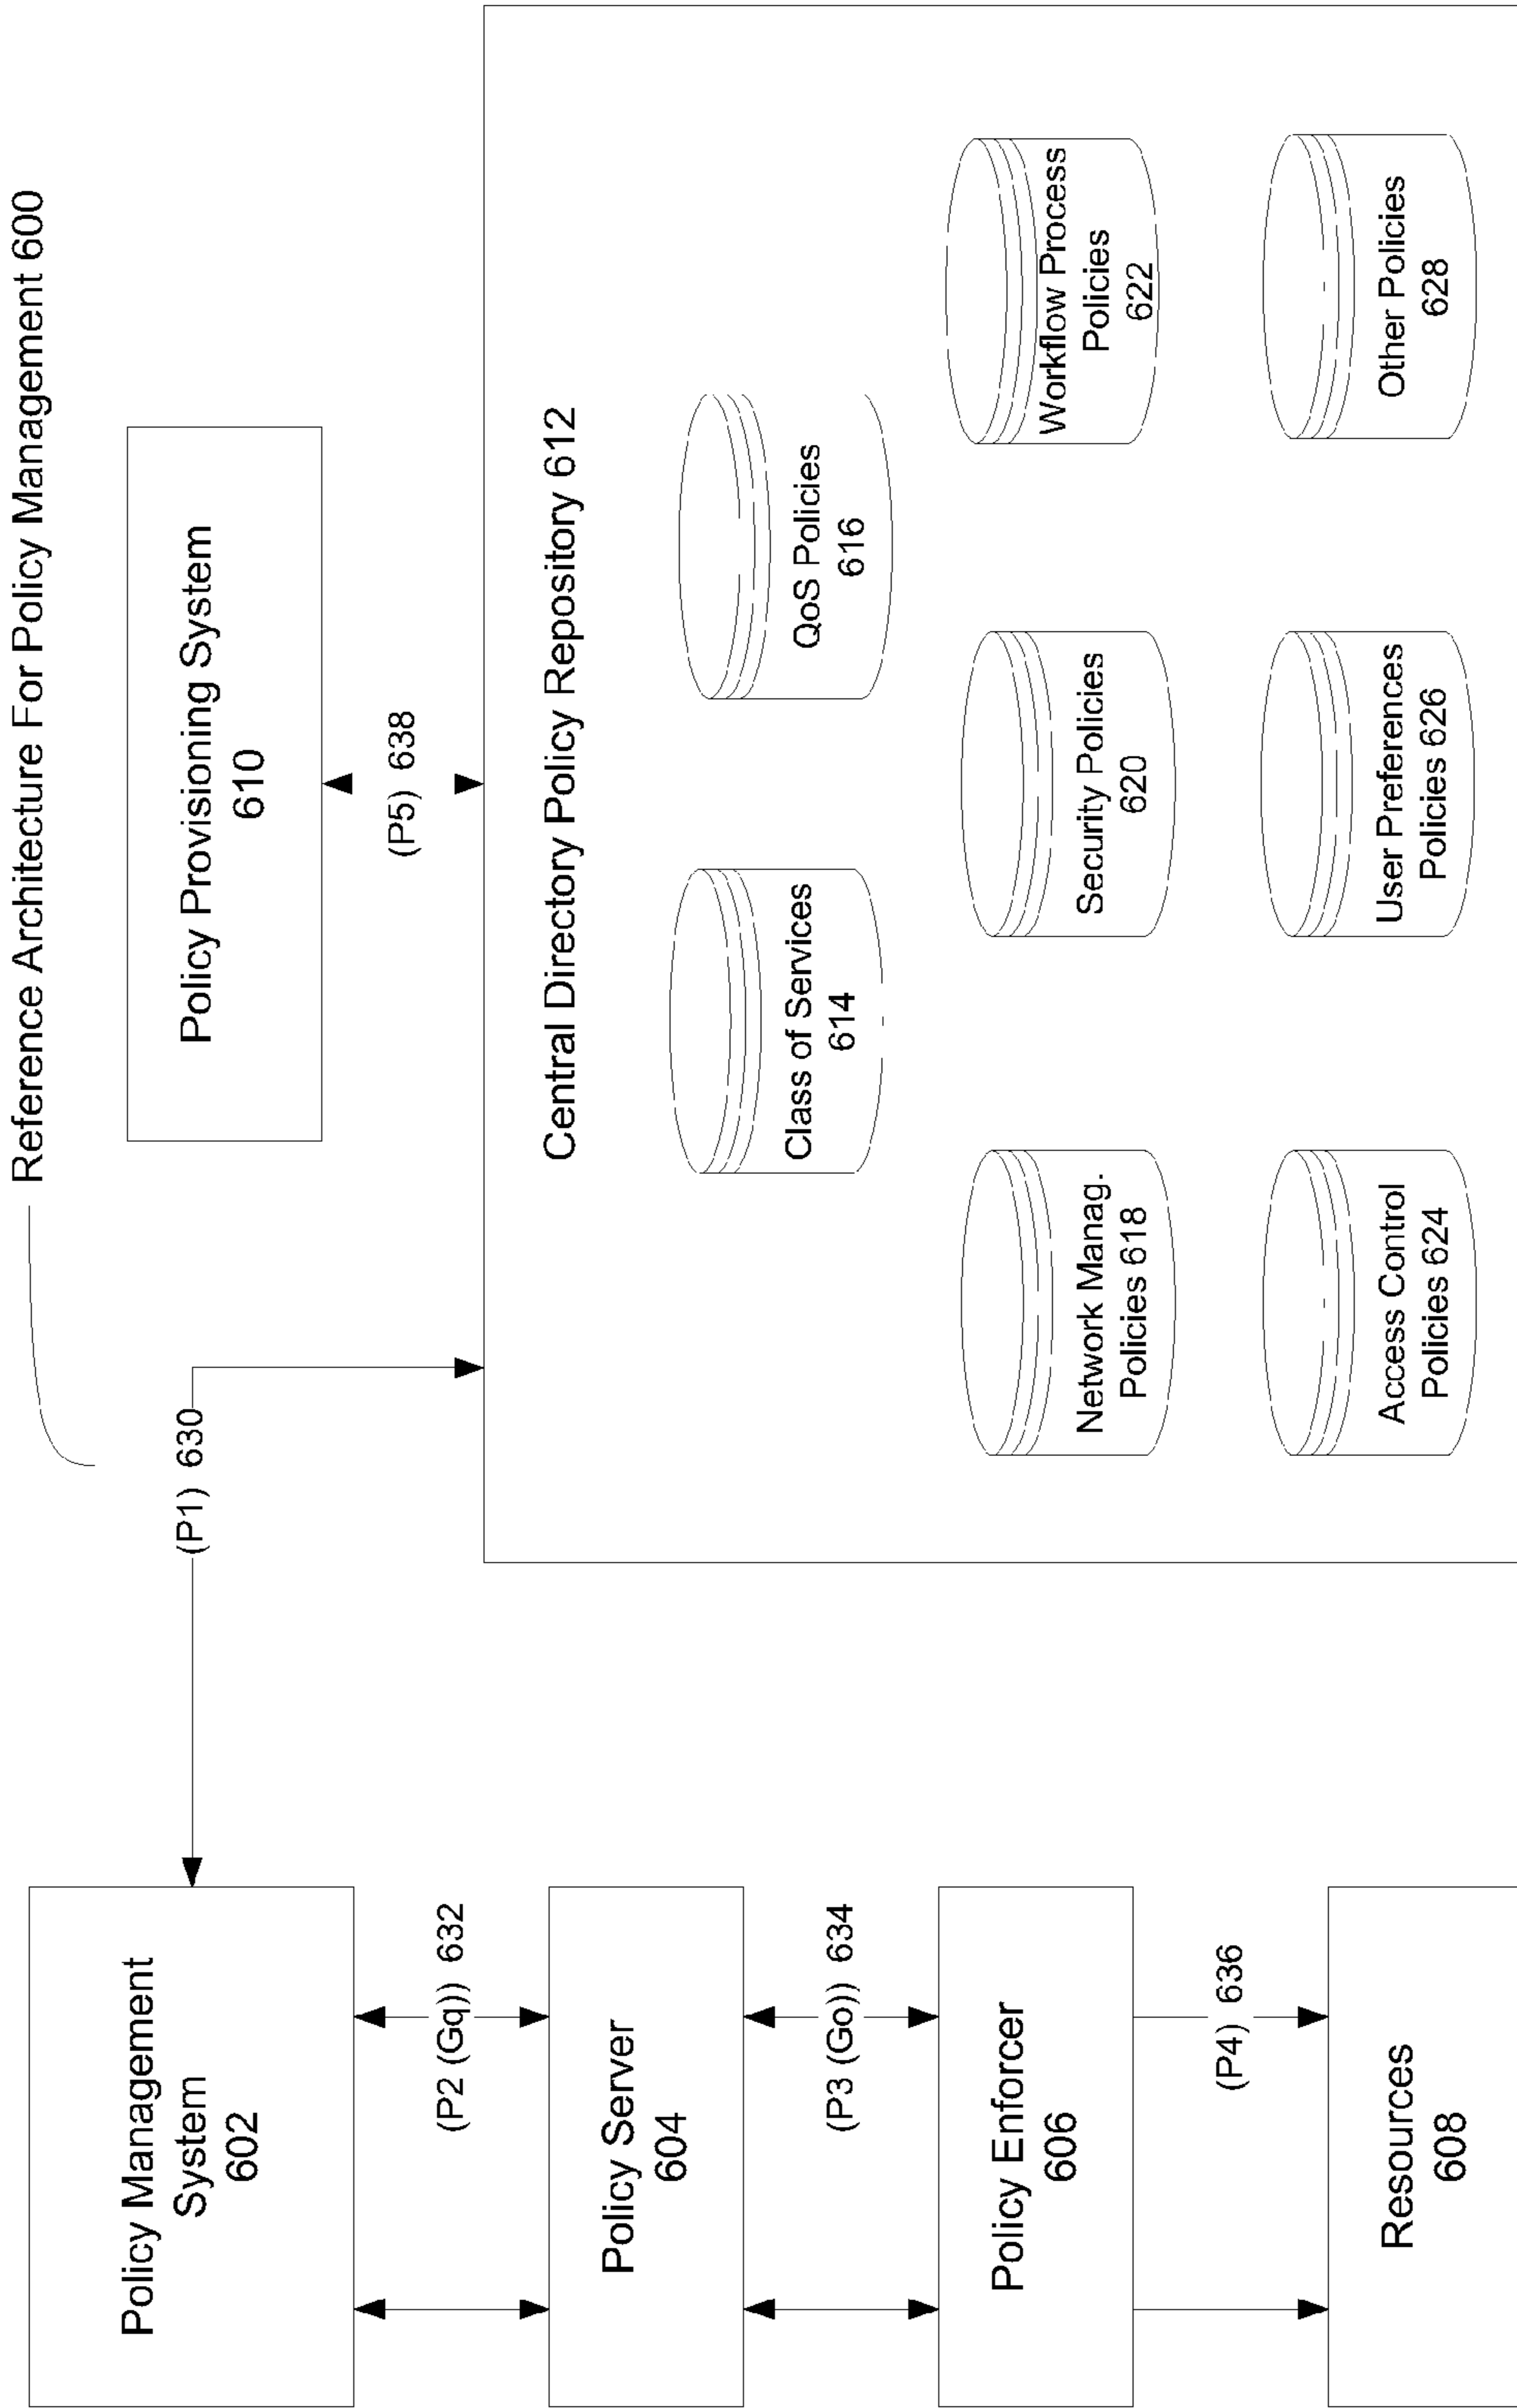 Reference Architecture For Policy Management 600
Policy Management
System
602
(P1) 630
Policy Provisioning System
610
(P2 (Gq)) 632
(P5) 638
Policy Server
604
(P3 (Go)) 634
Policy Enforcer
606
(P4) 636
Resources
608
Central Directory Policy Repository 612
Class of Services
614
QoS Policies
616
Network Manag.
Policies 618
Security Policies
620
Workflow Process
Policies
622
Access Control
Policies 624
User Preferences
Policies 626
Other Policies
628